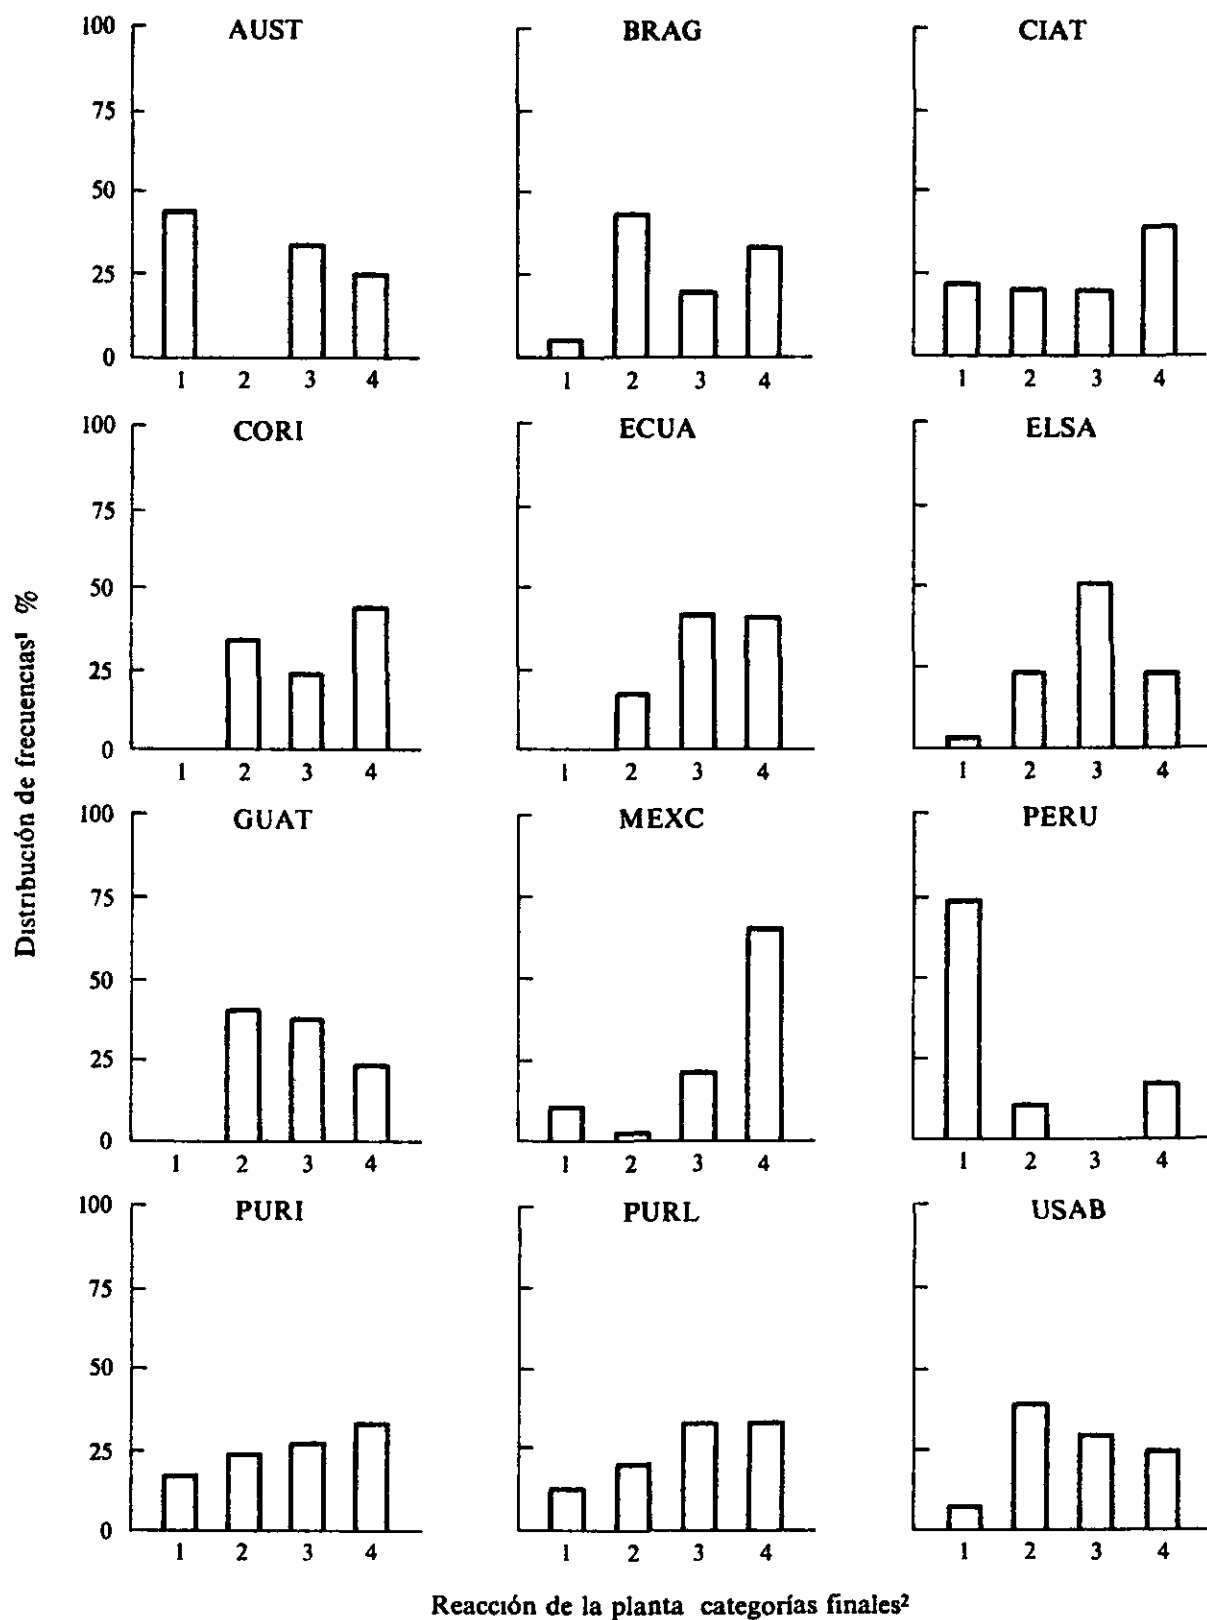 AUST BRAG CIAT
100
75
50
25
0
1 2 3 4 1 2 3 4 1 2 3 4
CORI ECUA ELSA
100
75
50
25
0
1 2 3 4 1 2 3 4 1 2 3 4
Distribución de frecuencias¹ %
GUAT MEXC PERU
100
75
50
25
0
1 2 3 4 1 2 3 4 1 2 3 4
PURI PURL USAB
100
75
50
25
0
1 2 3 4 1 2 3 4 1 2 3 4
Reacción de la planta categorías finales²